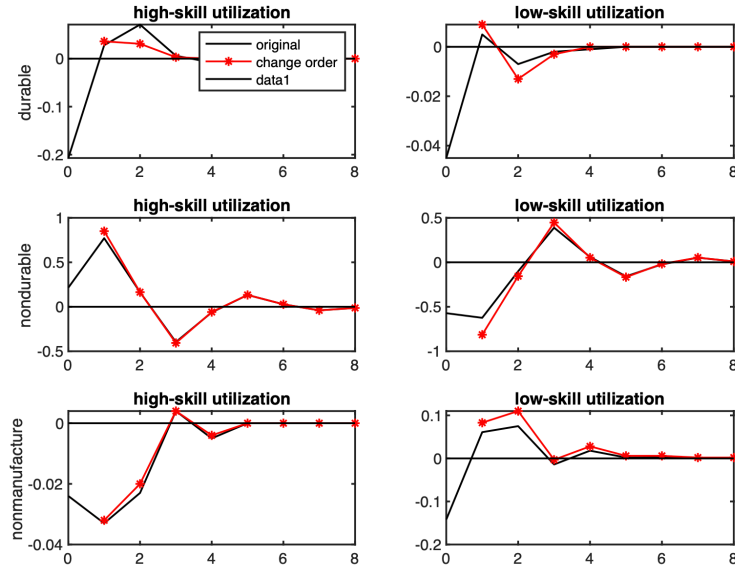 high-skill utilization
durable
0
-0.1
-0.2
0 2 4 6 8
original
change order
data1
low-skill utilization
0
-0.02
-0.04
0 2 4 6 8
high-skill utilization
nondurable
1
0.5
0
-0.5
0 2 4 6 8
low-skill utilization
0.5
0
-0.5
-1
0 2 4 6 8
high-skill utilization
nonmanufacture
0
-0.02
-0.04
0 2 4 6 8
low-skill utilization
0.1
0
-0.1
-0.2
0 2 4 6 8